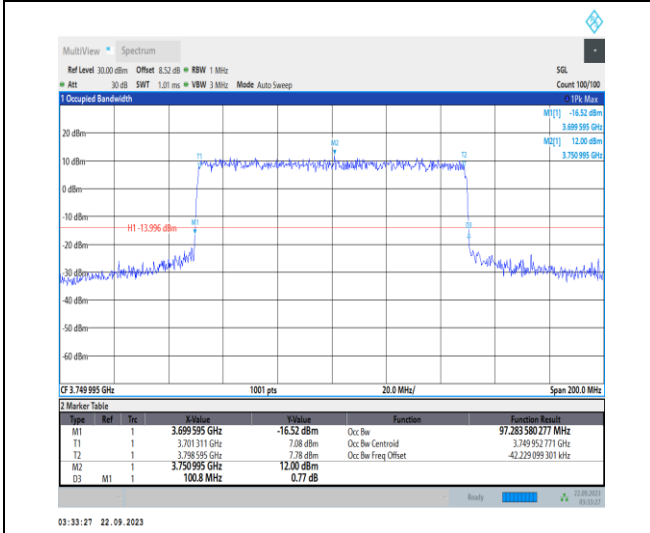 MultiView Spectrum
Ref Level 30.00 dBm Offset 8.52 dB RBW 1 MHz SGL
Att 30 dB SWT 1.01 ms VBW 3 MHz Mode Auto Sweep Count 100/100
1 Occupied Bandwidth 1Pk Max
M1[1] -16.52 dBm
3.699 595 GHz
20 dBm M2 M2[1] 12.00 dBm
3.750 995 GHz
10 dBm T1 T2
0 dBm
-10 dBm
H1 -13.996 dBm M1 D3
-20 dBm
-30 dBm
-40 dBm
-50 dBm
-60 dBm
CF 3.749 995 GHz 1001 pts 20.0 MHz/ Span 200.0 MHz
2 Marker Table
Type Ref Trc X-Value Y-Value Function Function Result
M1 1 3.699 595 GHz -16.52 dBm Occ Bw 97.283 580 277 MHz
T1 1 3.701 311 GHz 7.08 dBm Occ Bw Centroid 3.749 952 771 GHz
T2 1 3.798 595 GHz 7.78 dBm Occ Bw Freq Offset -42.229 099 301 kHz
M2 1 3.750 995 GHz 12.00 dBm
D3 M1 1 100.8 MHz 0.77 dB
Ready 22.09.2023
03:33:27
03:33:27 22.09.2023